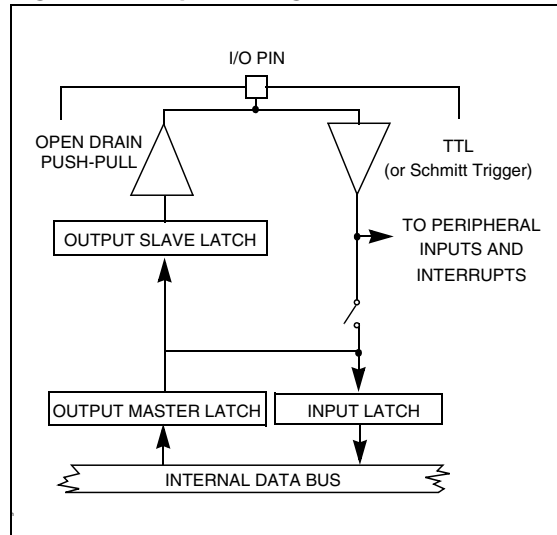 I/O PIN
OPEN DRAIN
PUSH-PULL
TTL
(or Schmitt Trigger)
OUTPUT SLAVE LATCH
TO PERIPHERAL
INPUTS AND
INTERRUPTS
OUTPUT MASTER LATCH
INPUT LATCH
INTERNAL DATA BUS